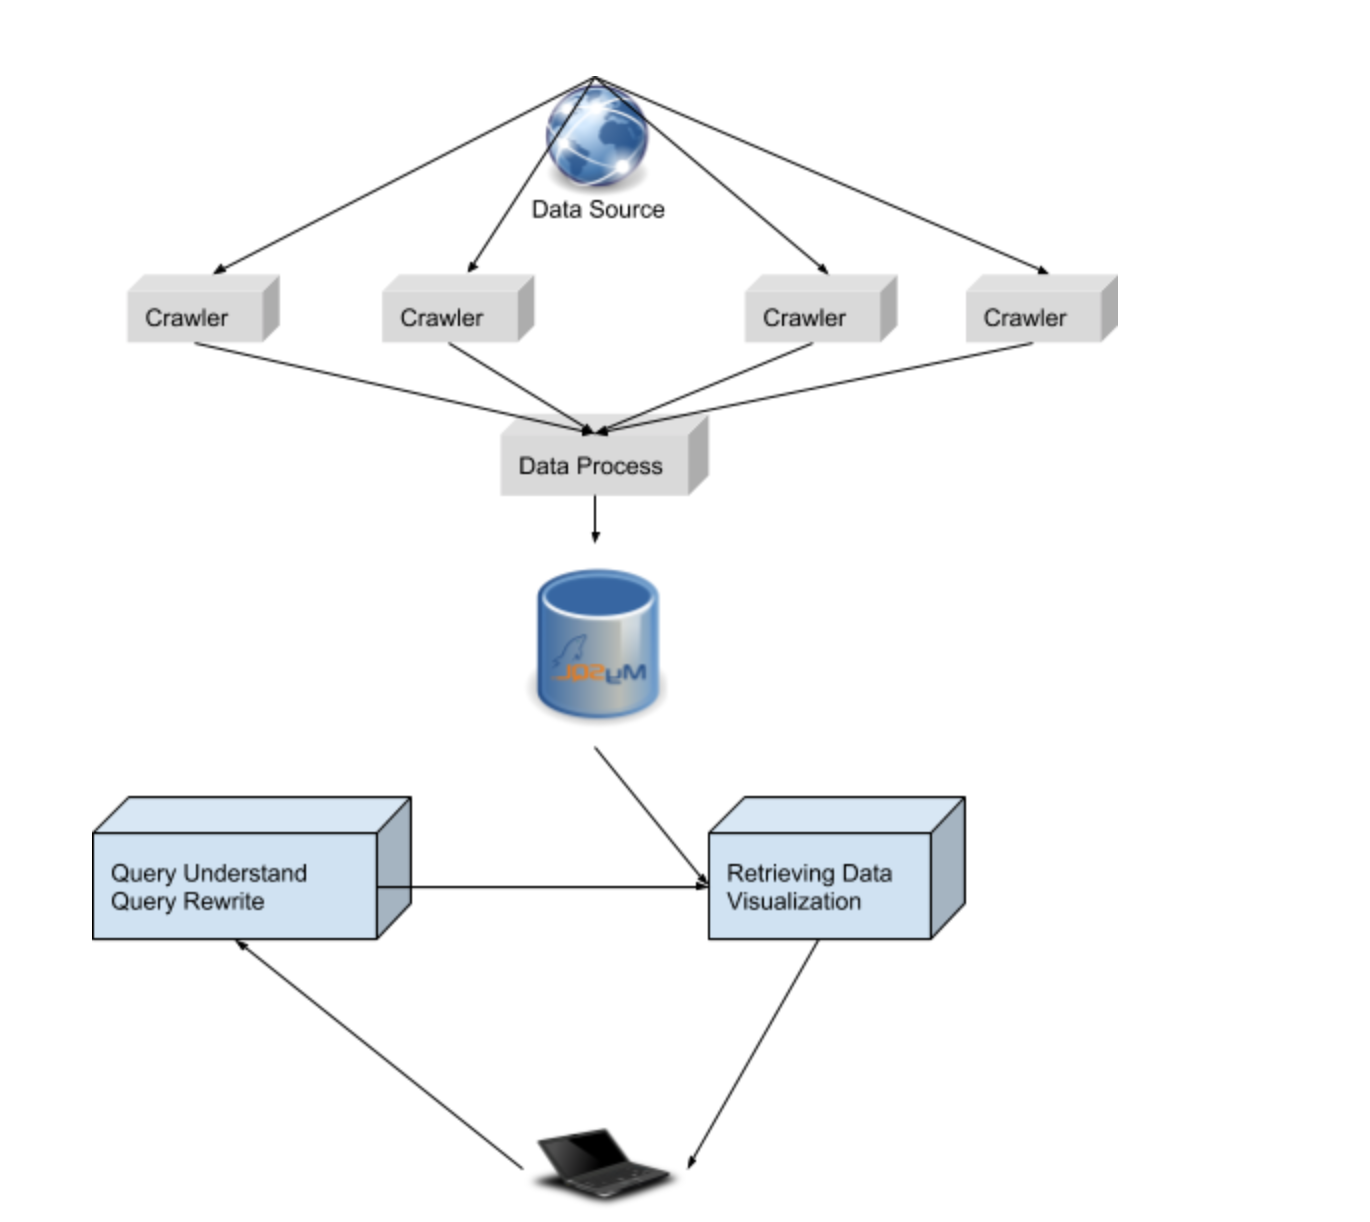 Data Source
Crawler
Crawler
Crawler
Crawler
Data Process
MySQL
Query Understand
Query Rewrite
Retrieving Data
Visualization